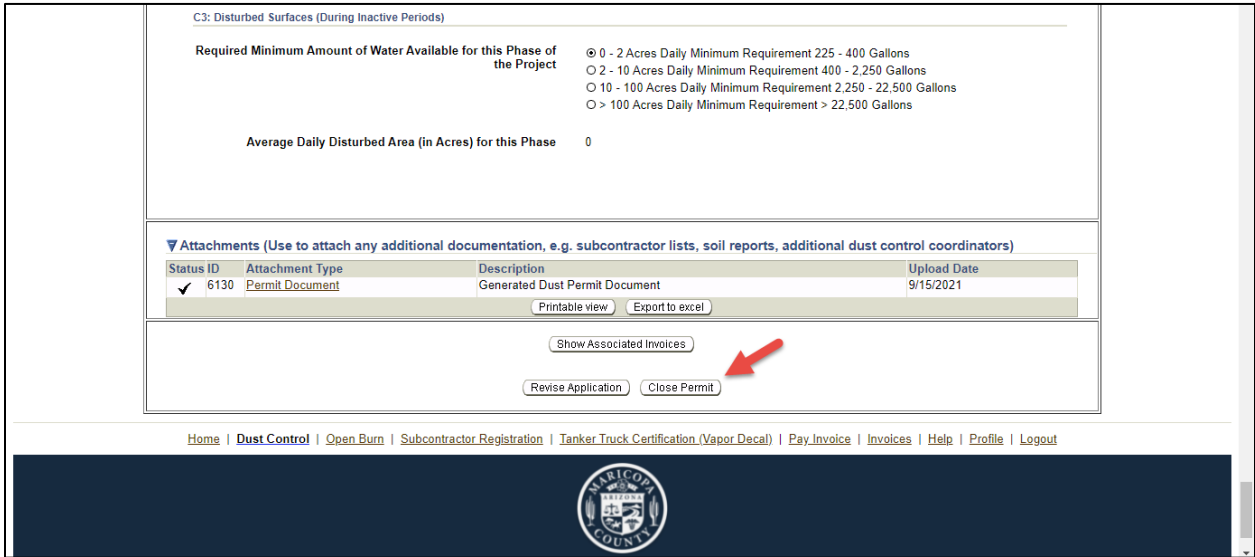 C3: Disturbed Surfaces (During Inactive Periods)
Required Minimum Amount of Water Available for this Phase of the Project
0 - 2 Acres Daily Minimum Requirement 225 - 400 Gallons
2 - 10 Acres Daily Minimum Requirement 400 - 2,250 Gallons
10 - 100 Acres Daily Minimum Requirement 2,250 - 22,500 Gallons
> 100 Acres Daily Minimum Requirement > 22,500 Gallons
Average Daily Disturbed Area (in Acres) for this Phase 0
Attachments (Use to attach any additional documentation, e.g. subcontractor lists, soil reports, additional dust control coordinators)
Status ID Attachment Type Description Upload Date
6130 Permit Document Generated Dust Permit Document 9/15/2021
Printable view Export to excel
Show Associated Invoices
Revise Application Close Permit
Home | Dust Control | Open Burn | Subcontractor Registration | Tanker Truck Certification (Vapor Decal) | Pay Invoice | Invoices | Help | Profile | Logout
MARICOPA
ARIZONA
COUNTY